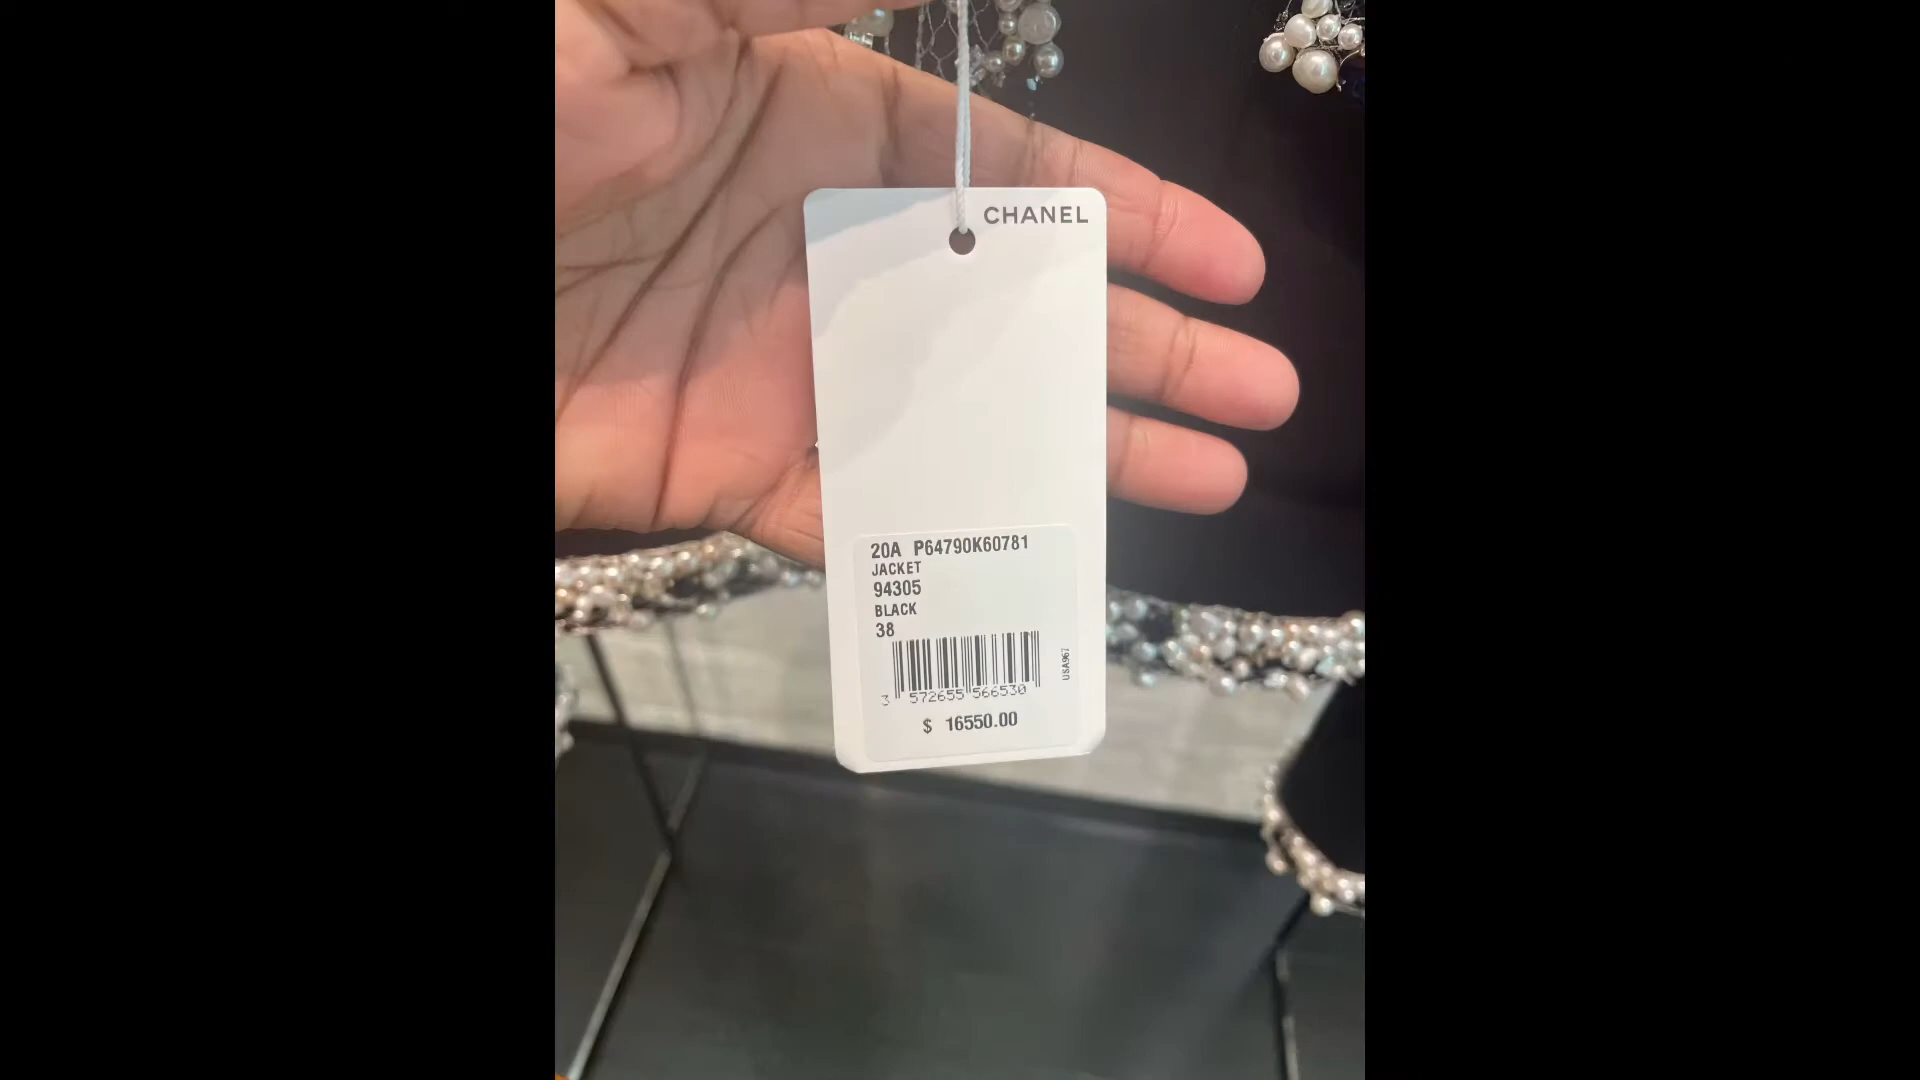 CHANEL
20A P64790K60781
JACKET
94305
BLACK
38
USA967
3 572655 566530
$ 16550.00